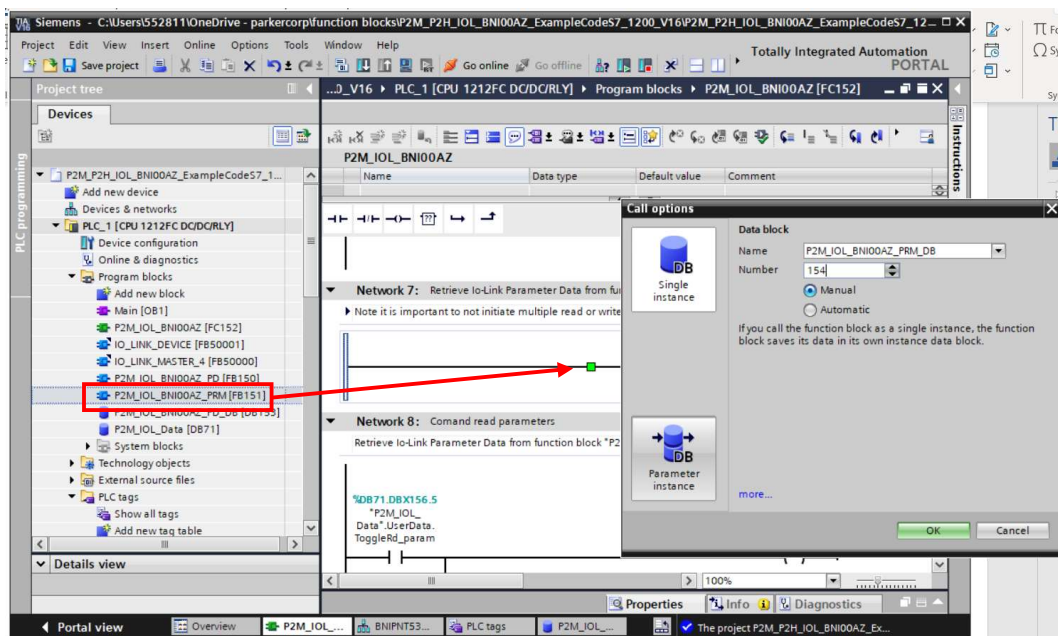 Siemens - C:\Users\552811\OneDrive - parkercorp\function blocks\P2M_P2H_IOL_BNI00AZ_ExampleCodeS7_1200_V16\P2M_P2H_IOL_BNI00AZ_ExampleCodeS7_12...
Project Edit View Insert Online Options Tools Window Help
Totally Integrated Automation
PORTAL
Save project
Go online
Go offline
Project tree
...0_V16 PLC_1 [CPU 1212FC DC/DC/RLY] Program blocks P2M_IOL_BNI00AZ [FC152]
Devices
P2M_IOL_BNI00AZ
Name Data type Default value Comment
PLC programming
Instructions
P2M_P2H_IOL_BNI00AZ_ExampleCodeS7_1...
Add new device
Devices & networks
PLC_1 [CPU 1212FC DC/DC/RLY]
Device configuration
Online & diagnostics
Program blocks
Add new block
Main [OB1]
P2M_IOL_BNI00AZ [FC152]
IO_LINK_DEVICE [FB50001]
IO_LINK_MASTER_4 [FB50000]
P2M_IOL_BNI00AZ_PD [FB150]
P2M_IOL_BNI00AZ_PRM [FB151]
P2M_IOL_BNI00AZ_PD_DB [DB153]
P2M_IOL_Data [DB71]
System blocks
Technology objects
External source files
PLC tags
Show all tags
Add new tag table
Details view
??
Network 7: Retrieve Io-Link Parameter Data from fu
Note it is important to not initiate multiple read or write
Network 8: Comand read parameters
Retrieve Io-Link Parameter Data from function block "P2
%DB71.DBX156.5
"P2M_IOL_
Data".UserData.
ToggleRd_param
100%
Call options
DB
Single
instance
DB
Parameter
instance
Data block
Name P2M_IOL_BNI00AZ_PRM_DB
Number 154
Manual
Automatic
If you call the function block as a single instance, the function
block saves its data in its own instance data block.
more...
OK Cancel
Properties Info Diagnostics
Portal view Overview P2M_IOL_... BNIPNT53... PLC tags P2M_IOL_... The project P2M_P2H_IOL_BNI00AZ_Ex...